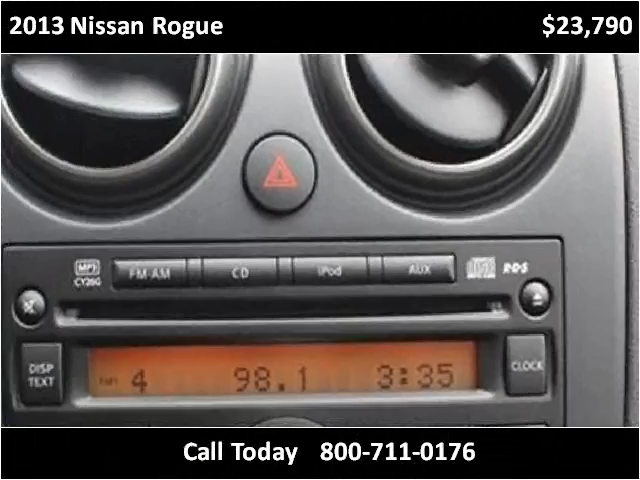 2013 Nissan Rogue $23,790
MP3
CY26G
FM·AM CD iPod AUX RDS
DISP
TEXT
4 98.1 3:35
CLOCK
Call Today 800-711-0176